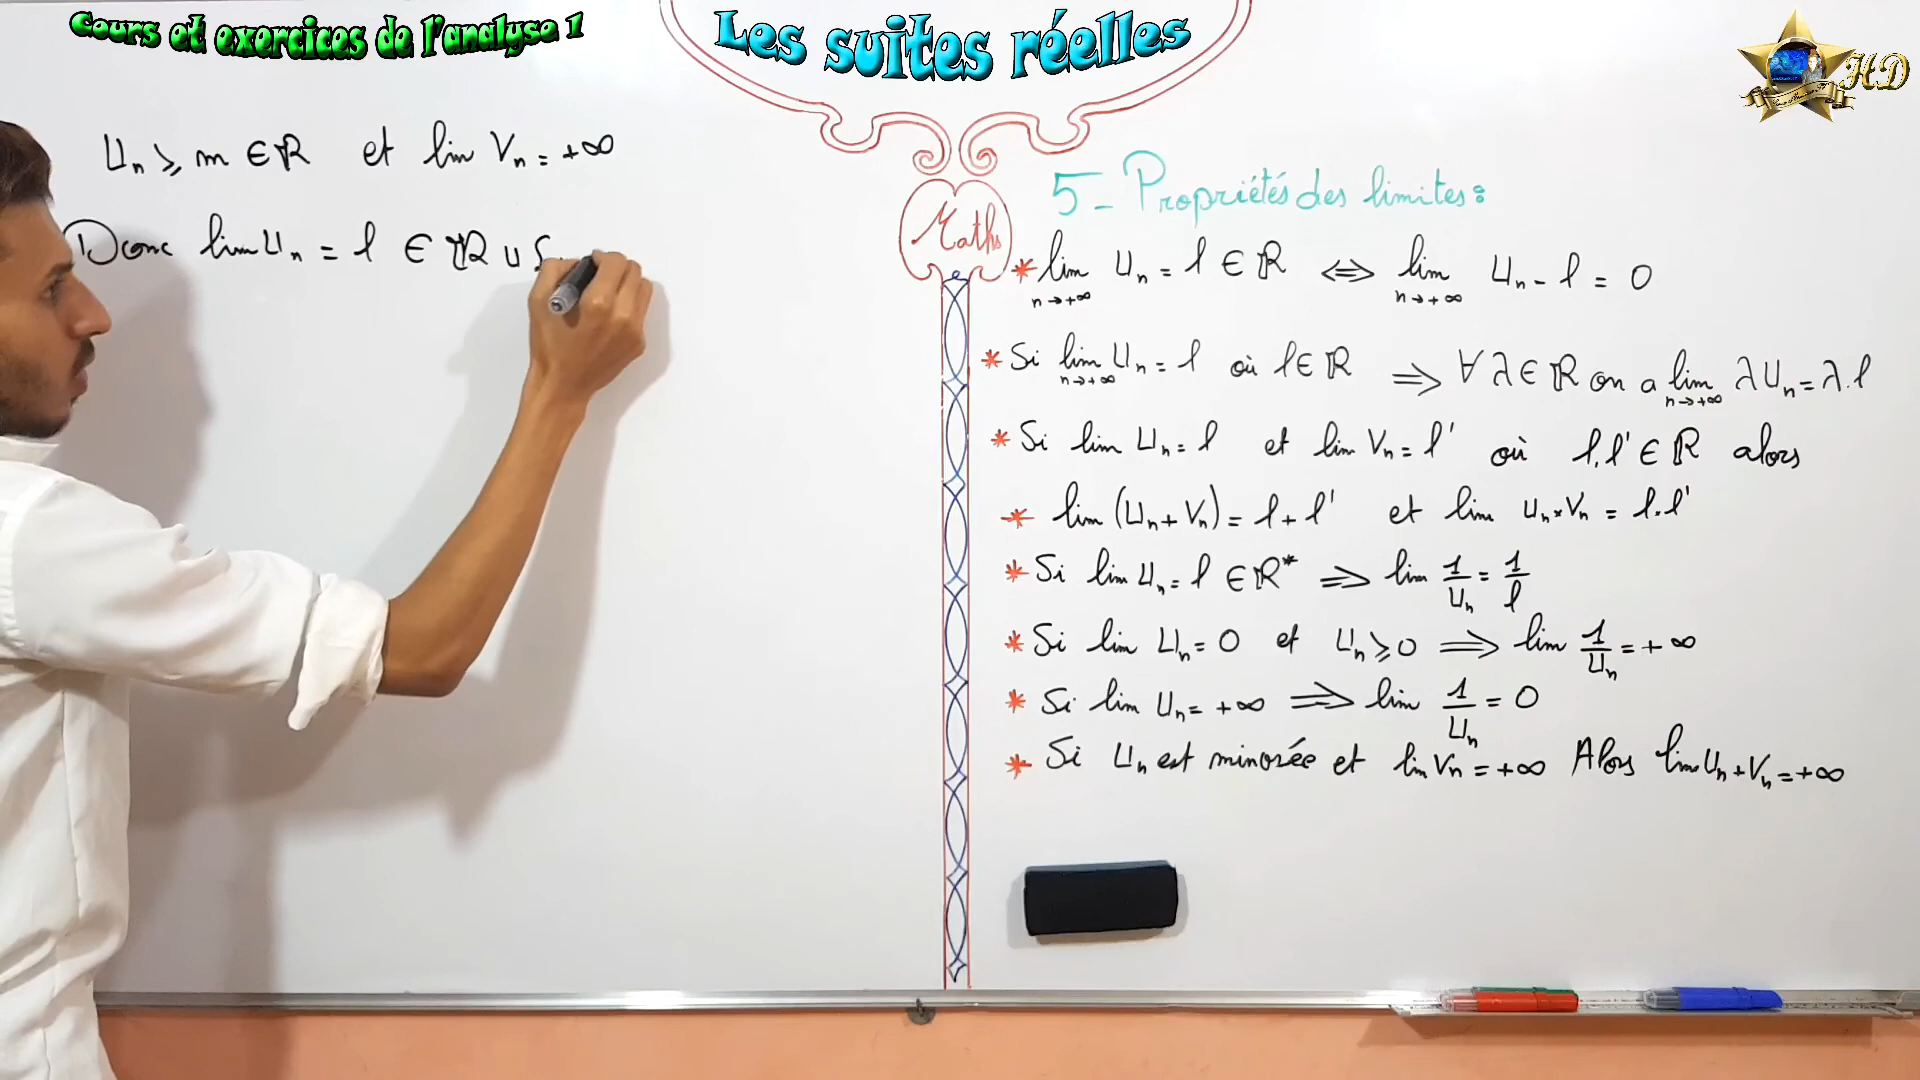 Cours et exercices de l'analyse 1
Les suites réelles
HD
Uₙ ≥ m ∈ ℝ et lim Vₙ = +∞
Donc lim Uₙ = l ∈ ℝ ∪ {
Maths
5 - Propriétés des limites:
* lim Uₙ = l ∈ ℝ ⇔ lim Uₙ - l = 0
n→+∞ n→+∞
* Si lim Uₙ = l où l ∈ ℝ ⇒ ∀ λ ∈ ℝ on a lim λUₙ = λ.l
n→+∞ n→+∞
* Si lim Uₙ = l et lim Vₙ = l' où l, l' ∈ ℝ alors
* lim (Uₙ + Vₙ) = l + l' et lim Uₙ×Vₙ = l.l'
* Si lim Uₙ = l ∈ ℝ* ⇒ lim 1/Uₙ = 1/l
* Si lim Uₙ = 0 et Uₙ ≥ 0 ⇒ lim 1/Uₙ = +∞
* Si lim Uₙ = +∞ ⇒ lim 1/Uₙ = 0
* Si Uₙ est minorée et lim Vₙ = +∞ Alors lim Uₙ + Vₙ = +∞